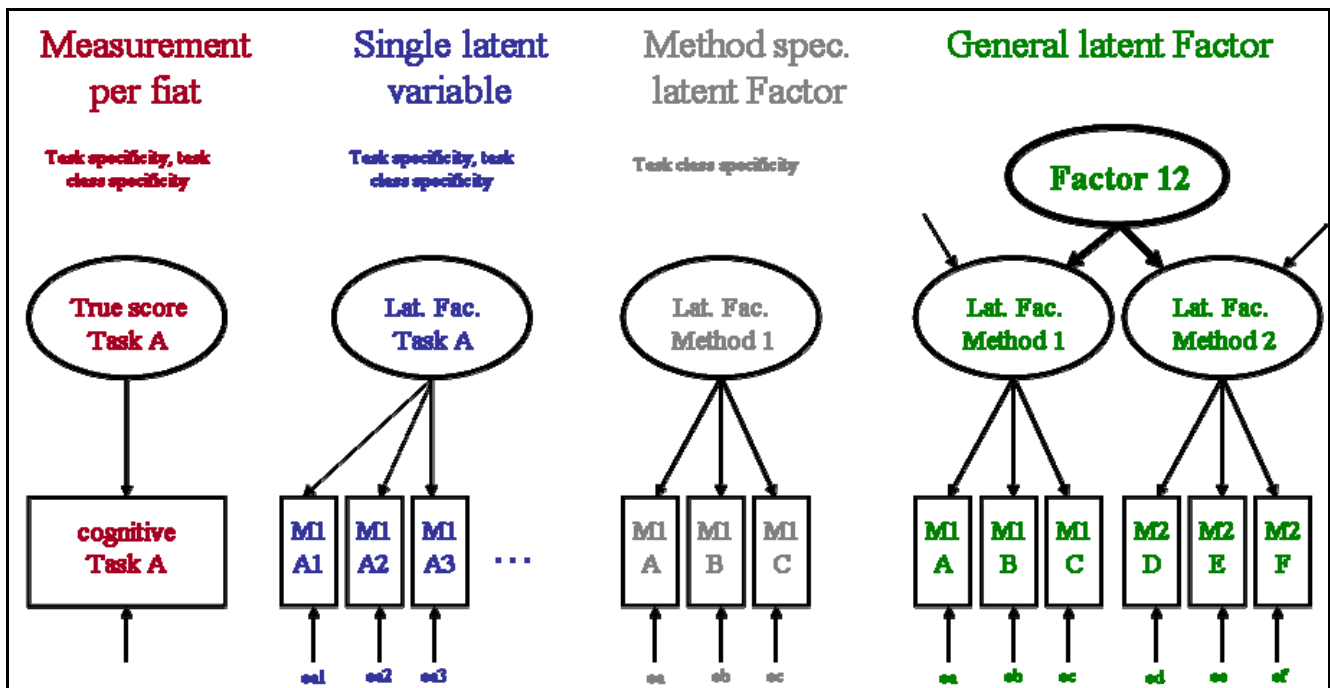 Measurement
per fiat
Task specificity, task
class specificity
True score
Task A
cognitive
Task A
Single latent
variable
Task specificity, task
class specificity
Lat. Fac.
Task A
M1
A1
M1
A2
M1
A3
...
ea1
ea2
ea3
Method spec.
latent Factor
Task class specificity
Lat. Fac.
Method 1
M1
A
M1
B
M1
C
ea
eb
ec
General latent Factor
Factor 12
Lat. Fac.
Method 1
Lat. Fac.
Method 2
M1
A
M1
B
M1
C
M2
D
M2
E
M2
F
ea
eb
ec
ed
ee
ef